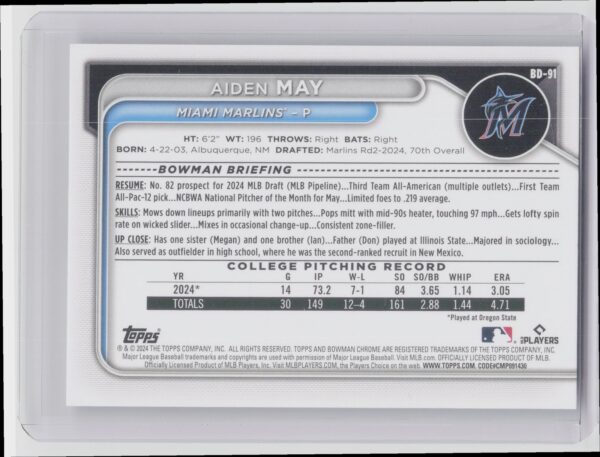 BD-91
AIDEN MAY
MIAMI MARLINS™ – P
HT: 6'2" WT: 196 THROWS: Right BATS: Right
BORN: 4-22-03, Albuquerque, NM DRAFTED: Marlins Rd2-2024, 70th Overall
BOWMAN BRIEFING
RESUME: No. 82 prospect for 2024 MLB Draft (MLB Pipeline)...Third Team All-American (multiple outlets)...First Team
All-Pac-12 pick...NCBWA National Pitcher of the Month for May...Limited foes to .219 average.
SKILLS: Mows down lineups primarily with two pitches...Pops mitt with mid-90s heater, touching 97 mph...Gets lofty spin
rate on wicked slider...Mixes in occasional change-up...Consistent zone-filler.
UP CLOSE: Has one sister (Megan) and one brother (Ian)...Father (Don) played at Illinois State...Majored in sociology...
Also served as outfielder in high school, where he was the second-ranked recruit in New Mexico.
COLLEGE PITCHING RECORD
YR G IP W-L SO SO/BB WHIP ERA
2024* 14 73.2 7-1 84 3.65 1.14 3.05
TOTALS 30 149 12-4 161 2.88 1.44 4.71
*Played at Oregon State
Topps
MLB PLAYERS
® & © 2024 THE TOPPS COMPANY, INC. ALL RIGHTS RESERVED. TOPPS AND BOWMAN CHROME ARE REGISTERED TRADEMARKS OF THE TOPPS COMPANY, INC.
Major League Baseball trademarks and copyrights are used with permission of Major League Baseball. Visit MLB.com. OFFICIALLY LICENSED PRODUCT OF MLB
Officially Licensed Product of MLB Players, Inc. Visit MLBPLAYERS.com, the Players Choice on the web. WWW.TOPPS.COM. CODE#CMP091430